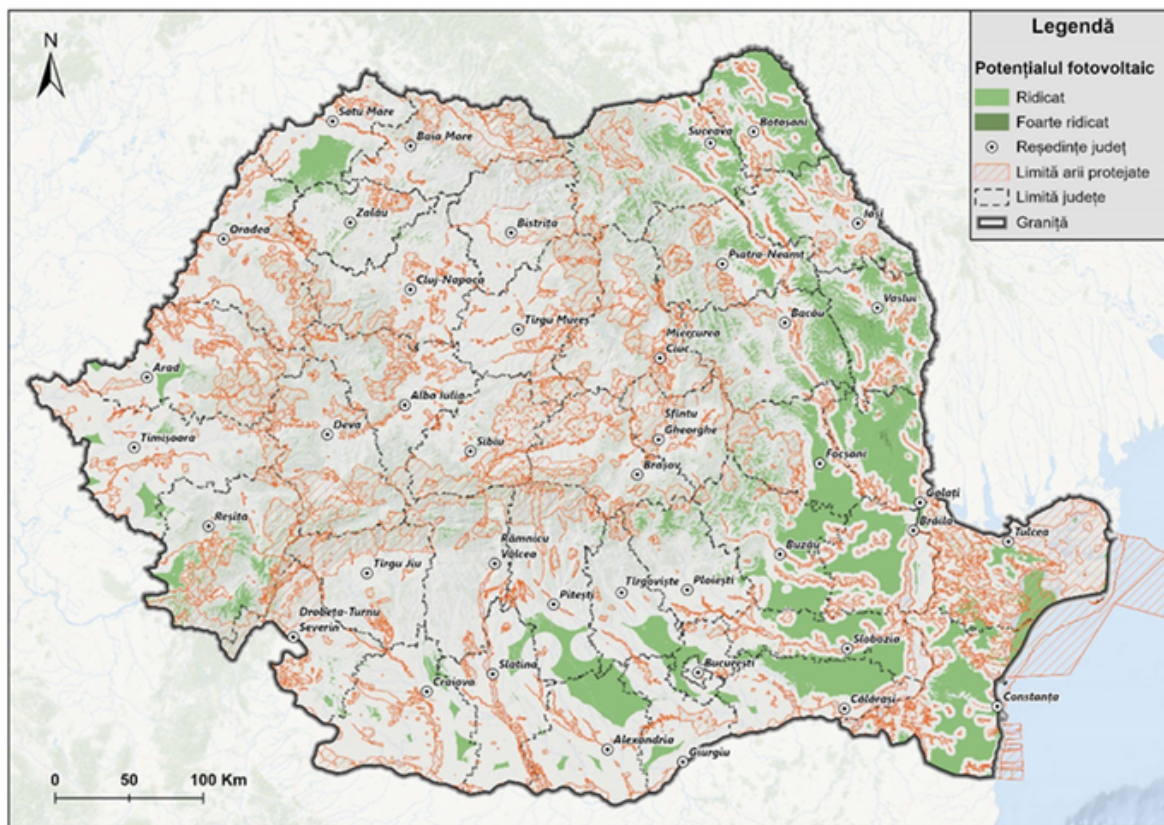 N
Legendă
Potențialul fotovoltaic
Ridicat
Foarte ridicat
Reședințe județ
Limită arii protejate
Limită județe
Graniță
Satu Mare
Baia Mare
Suceava
Botoșani
Zalău
Bistrița
Iași
Oradea
Piatra-Neamț
Cluj-Napoca
Vaslui
Bacău
Tîrgu Mureș
Miercurea
Ciuc
Arad
Alba Iulia
Sfîntu
Gheorghe
Deva
Timișoara
Sibiu
Focșani
Brașov
Galați
Reșița
Brăila
Tulcea
Râmnicu
Vâlcea
Buzău
Tîrgu Jiu
Tîrgoviște
Ploiești
Pitești
Drobeta-Turnu
Severin
Slobozia
București
Slatina
Craiova
Călărași
Constanța
Alexandria
Giurgiu
0 50 100 Km